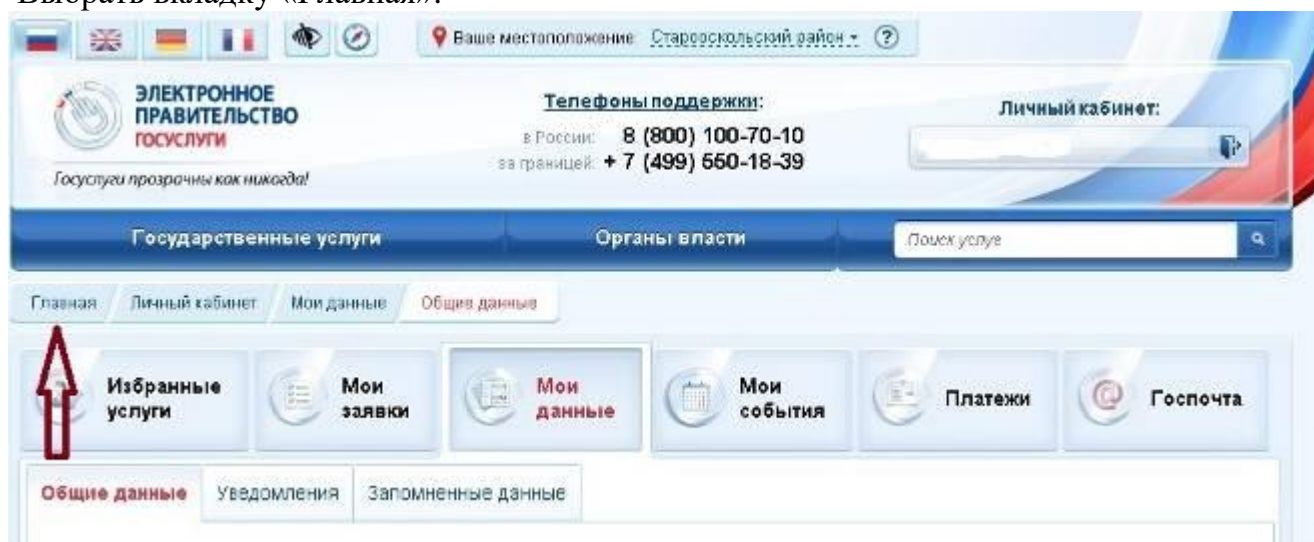 Выбрать вкладку «Главная».
Ваше местоположение: Старооскольский район
?
ЭЛЕКТРОННОЕ
ПРАВИТЕЛЬСТВО
ГОСУСЛУГИ
Госуслуги прозрачны как никогда!
Телефоны поддержки:
в России: 8 (800) 100-70-10
за границей: + 7 (499) 550-18-39
Личный кабинет:
Государственные услуги
Органы власти
Поиск услуг
Главная Личный кабинет Мои данные Общие данные
Избранные
услуги
Мои
заявки
Мои
данные
Мои
события
Платежи
@ Госпочта
Общие данные Уведомления Запомненные данные